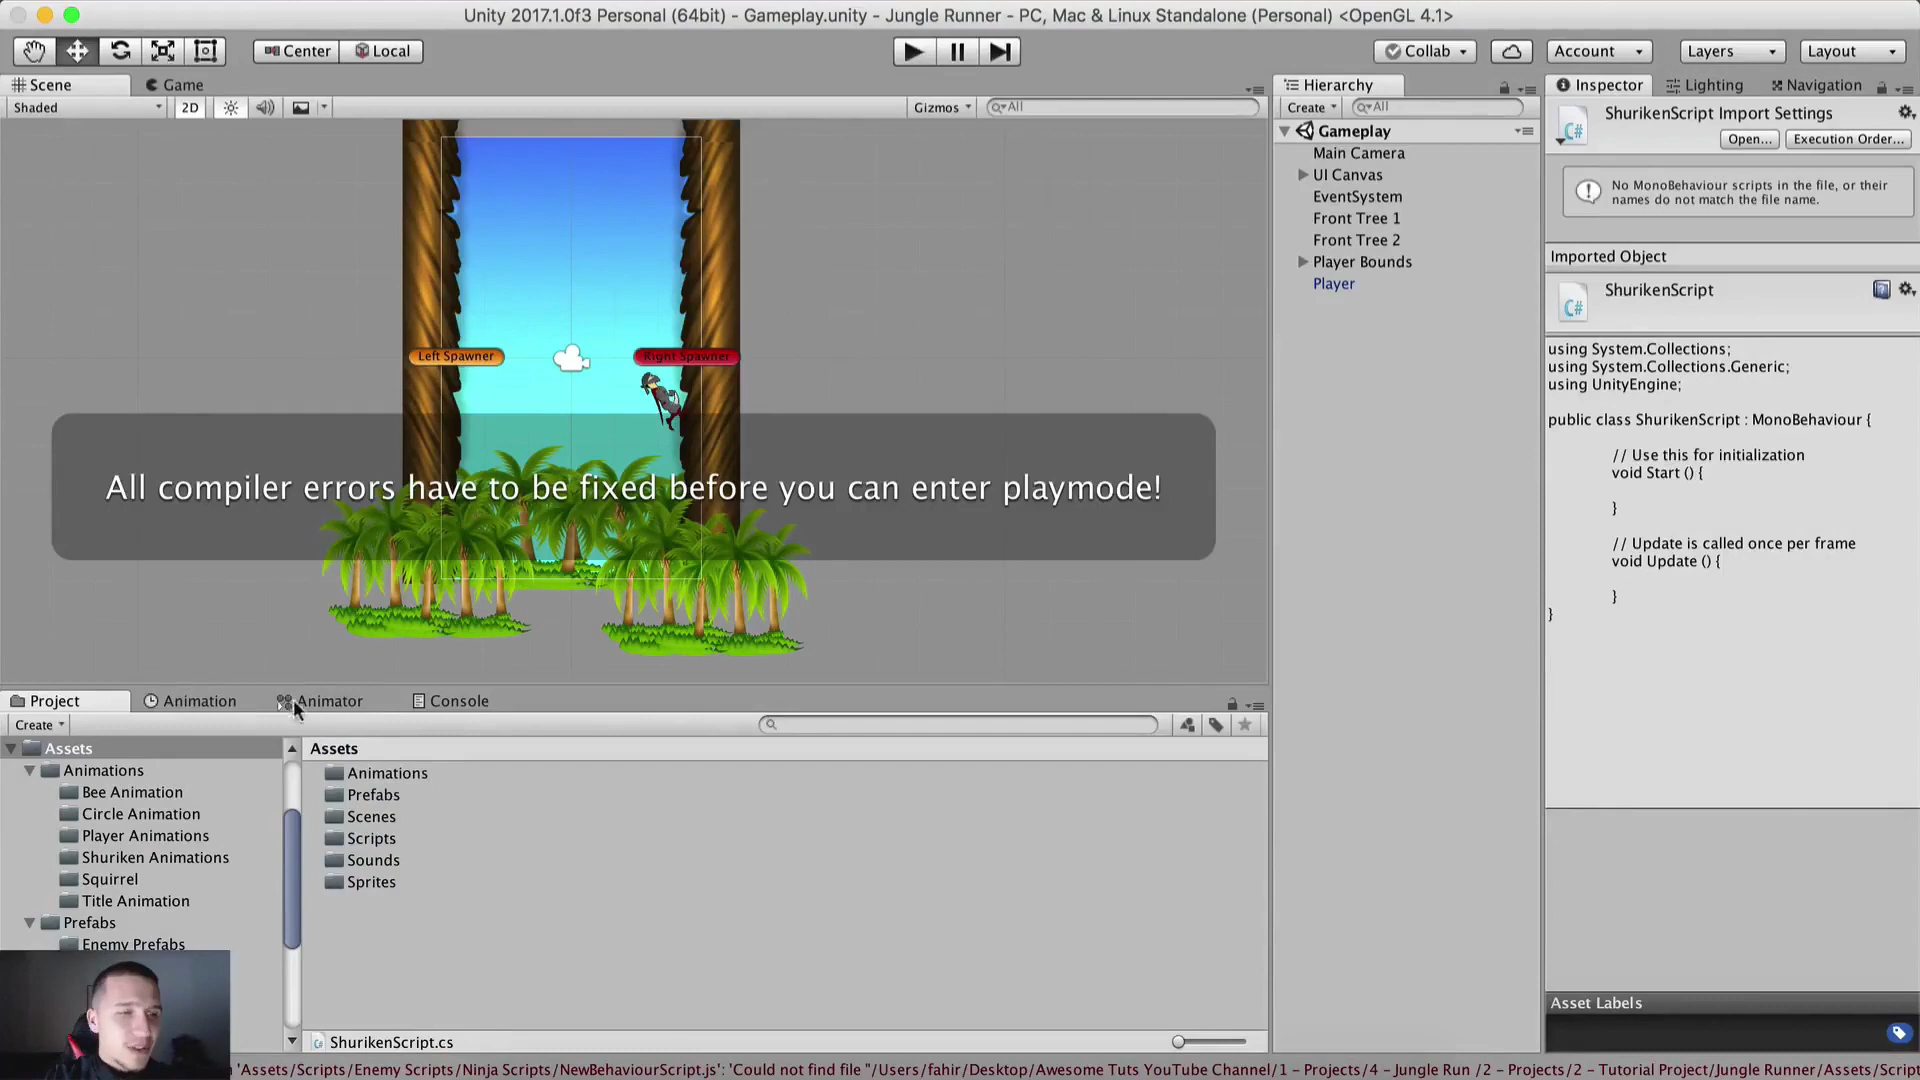 Unity 2017.1.0f3 Personal (64bit) - Gameplay.unity - Jungle Runner - PC, Mac & Linux Standalone (Personal) <OpenGL 4.1>
Center Local
Collab Account Layers Layout
Scene Game
Shaded 2D Gizmos All
Left Spawner Right Spawner
All compiler errors have to be fixed before you can enter playmode!
Hierarchy
Create All
Gameplay
Main Camera
UI Canvas
EventSystem
Front Tree 1
Front Tree 2
Player Bounds
Player
Inspector Lighting Navigation
ShurikenScript Import Settings
Open... Execution Order...
No MonoBehaviour scripts in the file, or their
names do not match the file name.
Imported Object
ShurikenScript
using System.Collections;
using System.Collections.Generic;
using UnityEngine;
public class ShurikenScript : MonoBehaviour {
// Use this for initialization
void Start () {
}
// Update is called once per frame
void Update () {
}
}
Asset Labels
Project Animation Animator Console
Create
Assets
Animations
Bee Animation
Circle Animation
Player Animations
Shuriken Animations
Squirrel
Title Animation
Prefabs
Enemy Prefabs
Assets
Animations
Prefabs
Scenes
Scripts
Sounds
Sprites
ShurikenScript.cs
'Assets/Scripts/Enemy Scripts/Ninja Scripts/NewBehaviourScript.js': 'Could not find file "/Users/fahir/Desktop/Awesome Tuts YouTube Channel/1 - Projects/4 - Jungle Run /2 - Projects/2 - Tutorial Project/Jungle Runner/Assets/Script